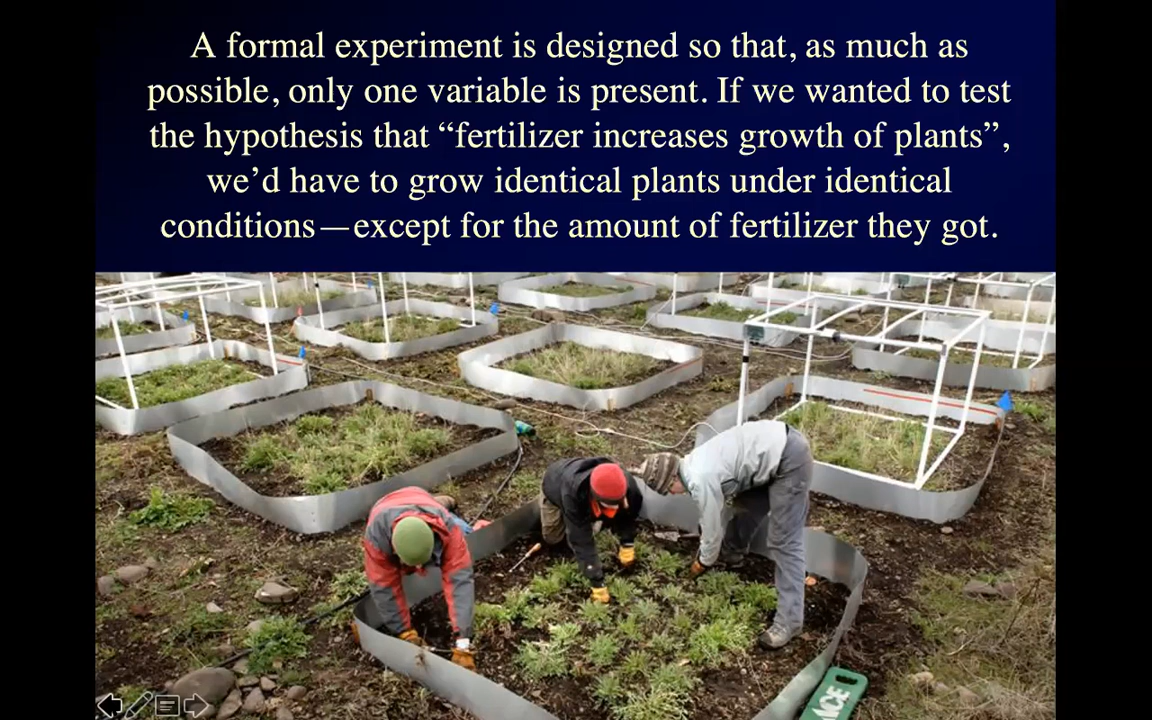 A formal experiment is designed so that, as much as
possible, only one variable is present. If we wanted to test
the hypothesis that “fertilizer increases growth of plants”,
we’d have to grow identical plants under identical
conditions—except for the amount of fertilizer they got.